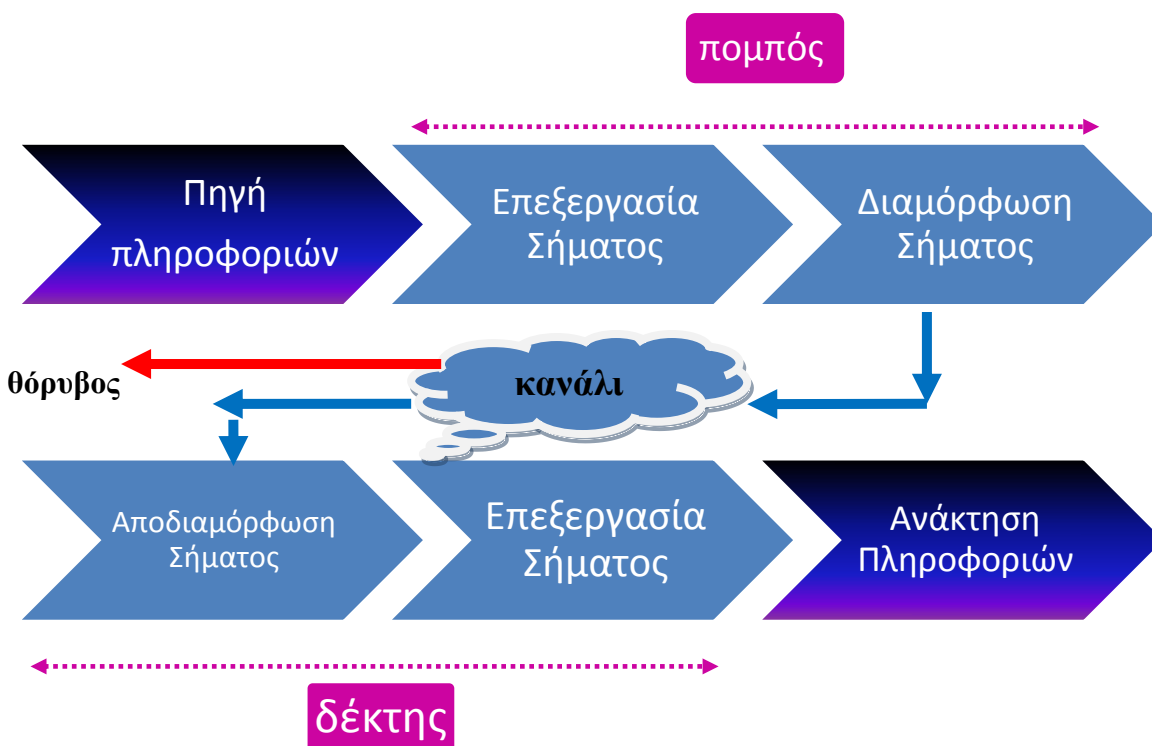 πομπός
Πηγή
πληροφοριών
Επεξεργασία
Σήματος
Διαμόρφωση
Σήματος
θόρυβος
κανάλι
Αποδιαμόρφωση
Σήματος
Επεξεργασία
Σήματος
Ανάκτηση
Πληροφοριών
δέκτης